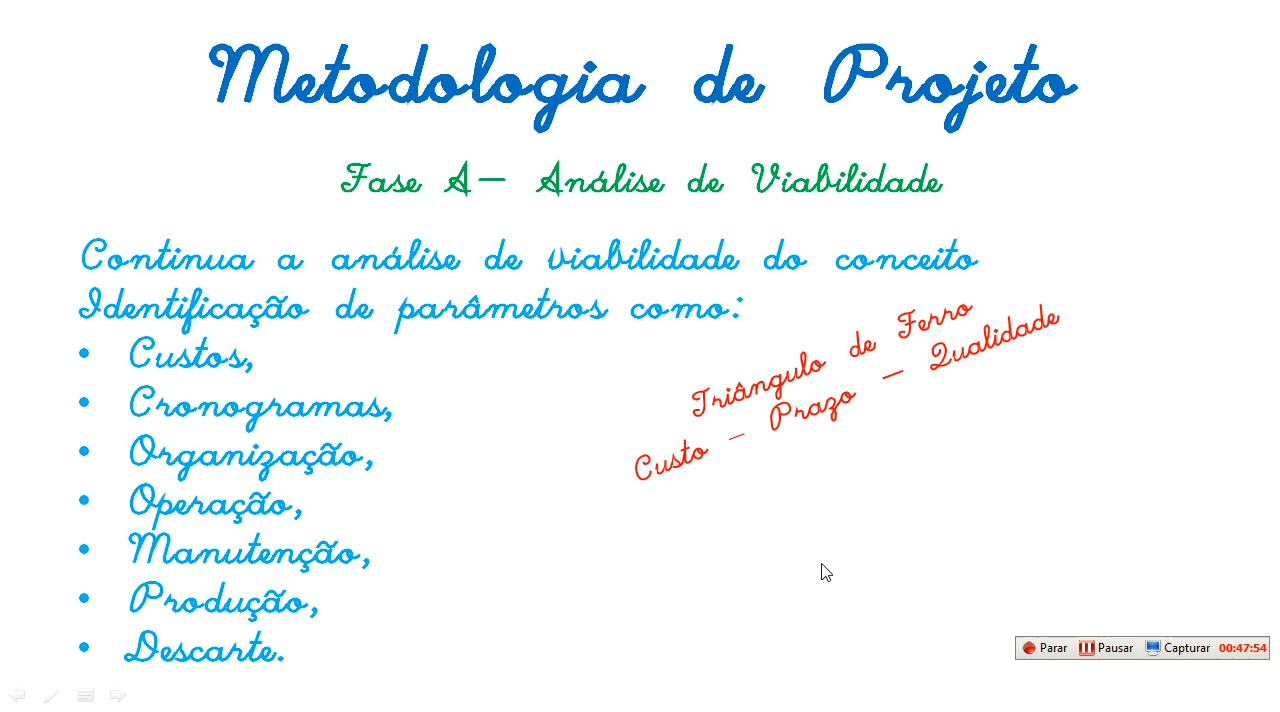 Metodologia de Projeto
Fase A– Análise de Viabilidade
Continua a análise de viabilidade do conceito
Identificação de parâmetros como:
• Custos,
• Cronogramas,
• Organização,
• Operação,
• Manutenção,
• Produção,
• Descarte.
Triângulo de Ferro
Custo – Prazo – Qualidade
Parar Pausar Capturar 00:47:54